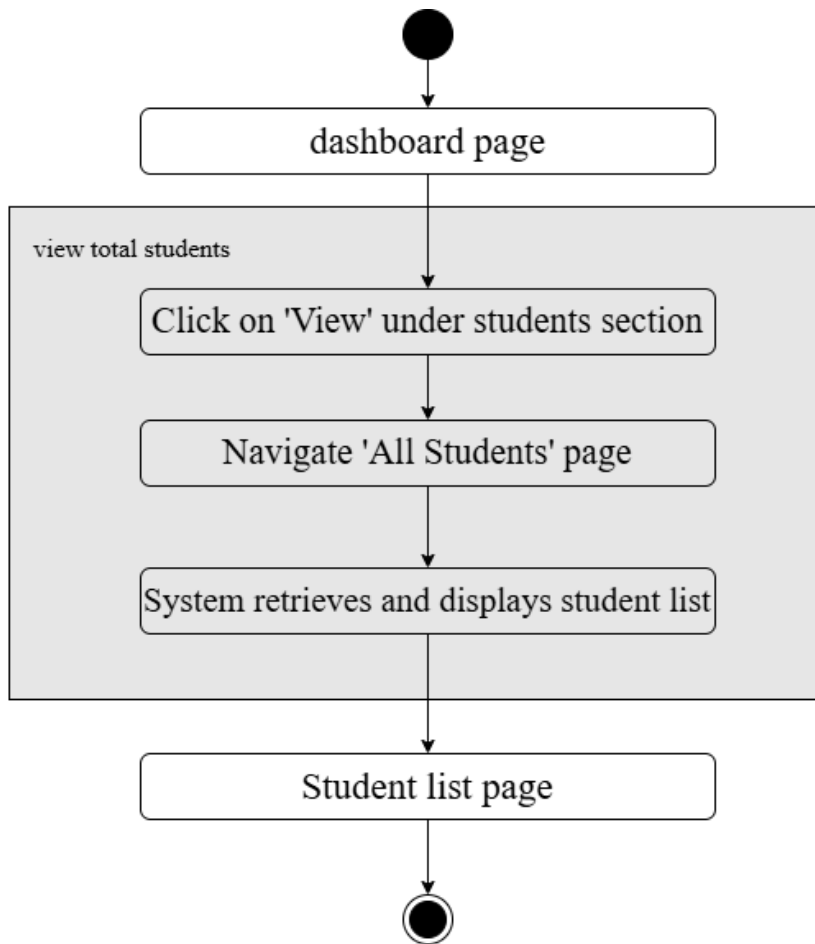 dashboard page
view total students
Click on 'View' under students section
Navigate 'All Students' page
System retrieves and displays student list
Student list page